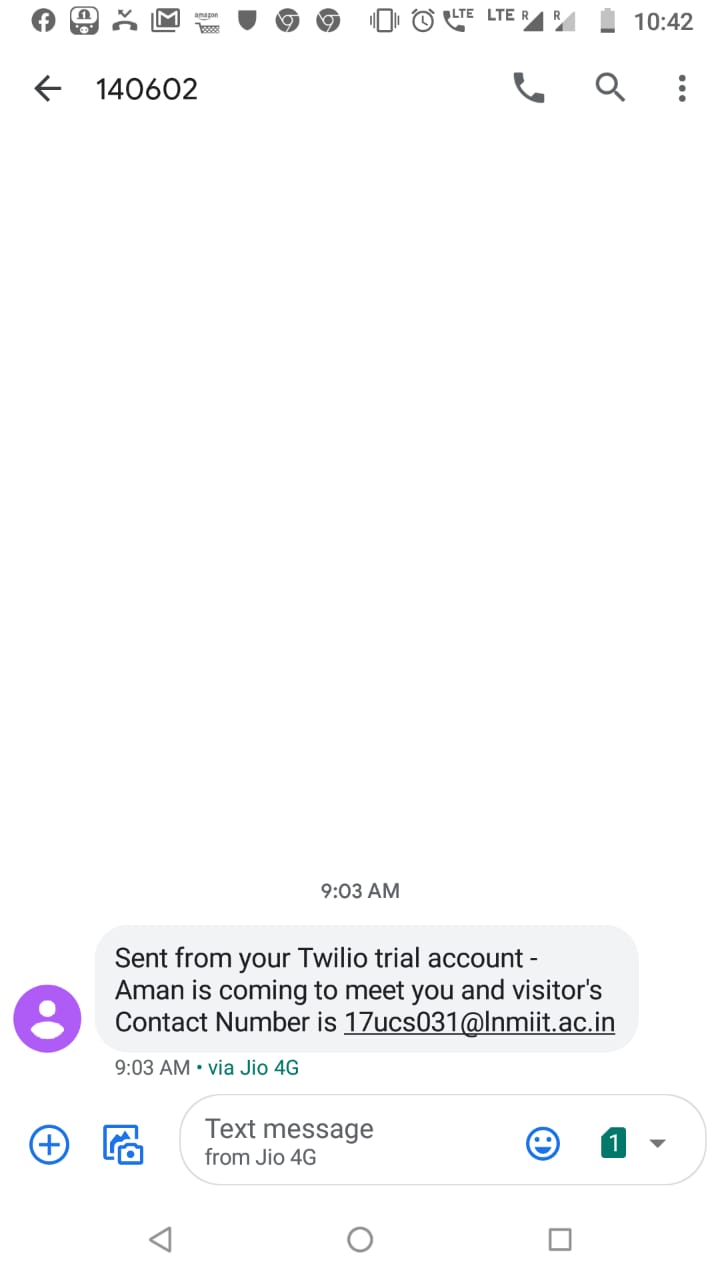 LTE LTE R R 10:42
amazon
140602
9:03 AM
Sent from your Twilio trial account -
Aman is coming to meet you and visitor's
Contact Number is 17ucs031@lnmiit.ac.in
9:03 AM • via Jio 4G
Text message
from Jio 4G
1